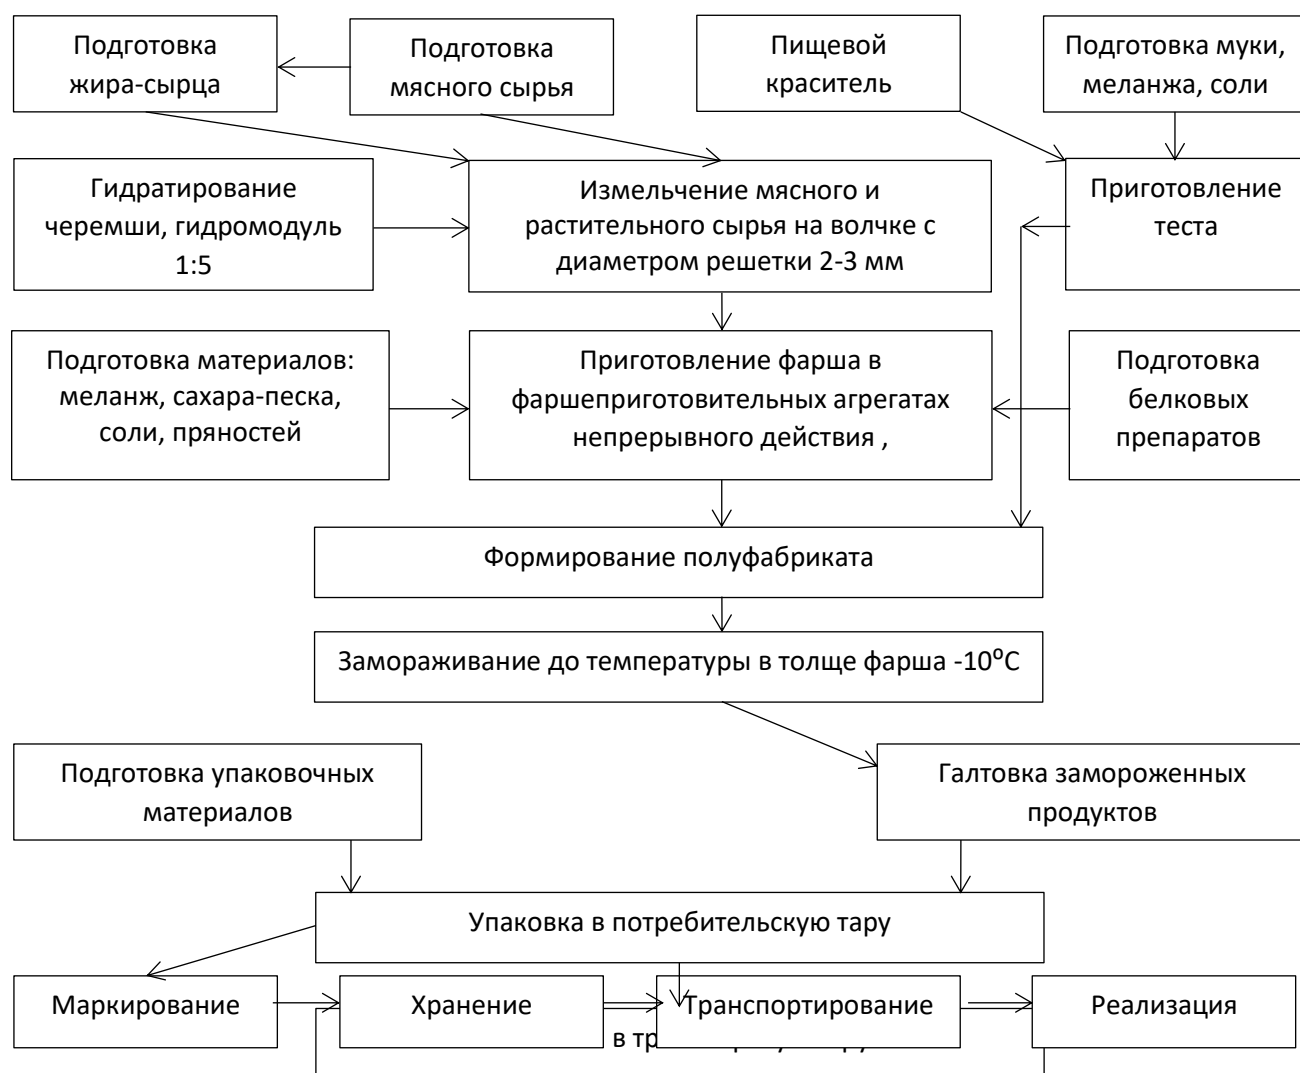 Подготовка
жира-сырца
Подготовка
мясного сырья
Пищевой
краситель
Подготовка муки,
меланжа, соли
Гидратирование
черемши, гидромодуль
1:5
Измельчение мясного и
растительного сырья на волчке с
диаметром решетки 2-3 мм
Приготовление
теста
Подготовка материалов:
меланж, сахара-песка,
соли, пряностей
Приготовление фарша в
фаршеприготовительных агрегатах
непрерывного действия ,
Подготовка
белковых
препаратов
Формирование полуфабриката
Замораживание до температуры в толще фарша -10⁰С
Подготовка упаковочных
материалов
Галтовка замороженных
продуктов
Упаковка в потребительскую тару
Маркирование
Хранение
Транспортирование
Реализация
в